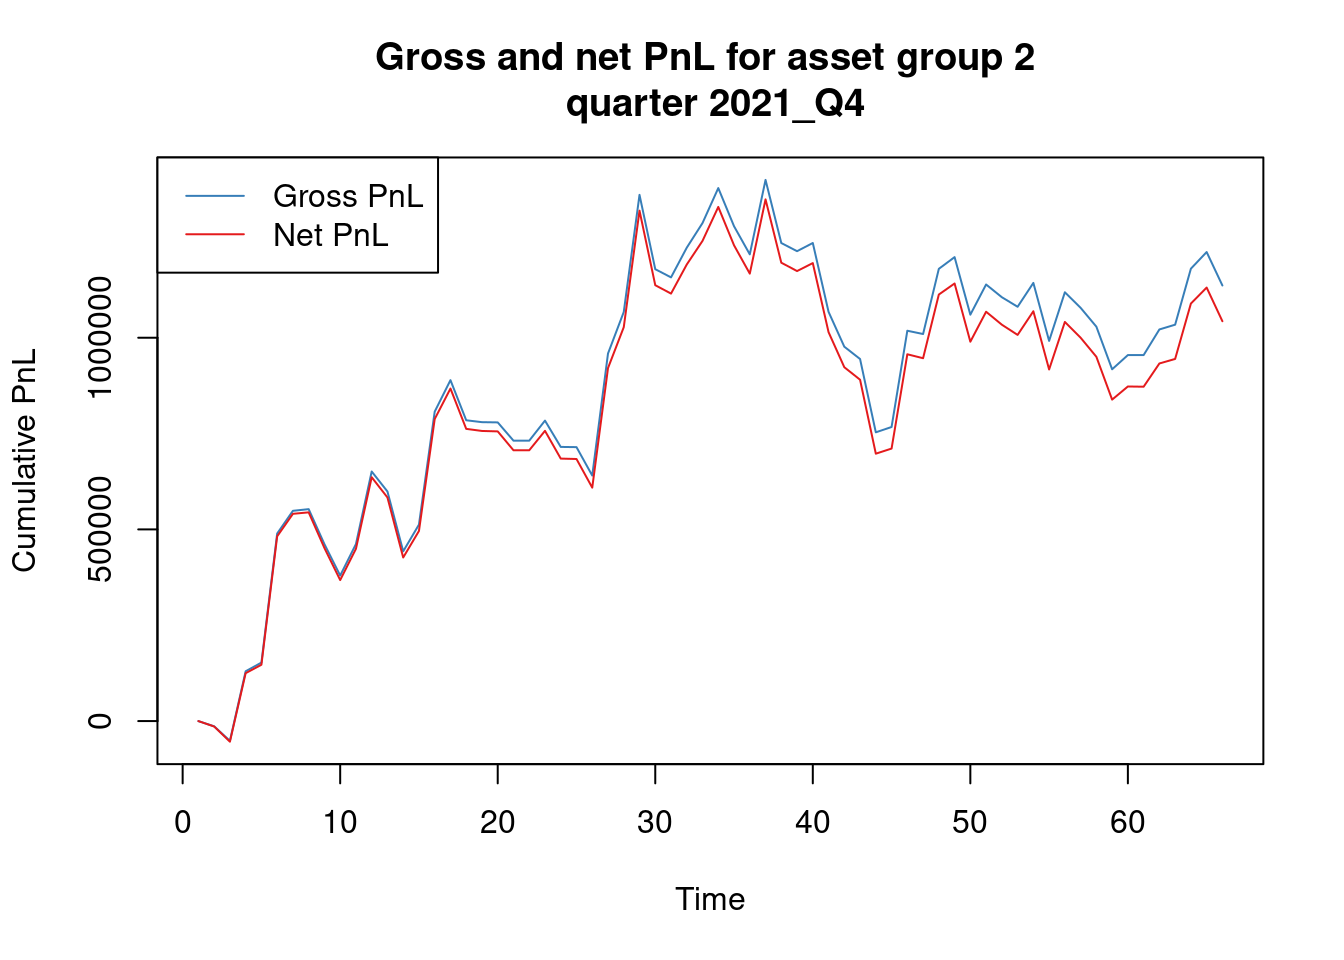 Gross and net PnL for asset group 2
quarter 2021_Q4
Gross PnL
Net PnL
Cumulative PnL
1000000
500000
0
0 10 20 30 40 50 60
Time